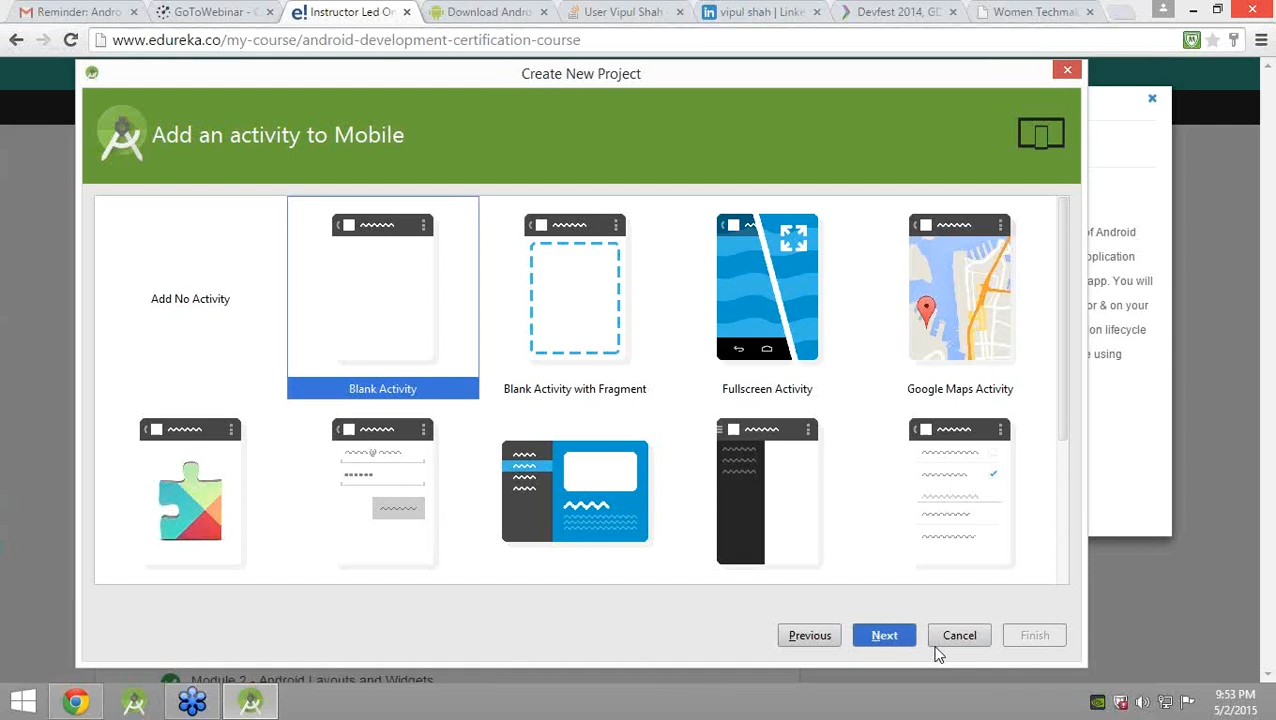 Reminder: Andro
GoToWebinar - C
Instructor Led On
Download Andro
User Vipul Shah
vipul shah | Linke
Devfest 2014, GD
Women Techmak
www.edureka.co/my-course/android-development-certification-course
Create New Project
Add an activity to Mobile
Add No Activity
Blank Activity
Blank Activity with Fragment
Fullscreen Activity
Google Maps Activity
of Android
oplication
app. You will
or & on your
on lifecycle
using
Previous
Next
Cancel
Finish
Module 2 - Android Layouts and Widgets
9:53 PM
5/2/2015